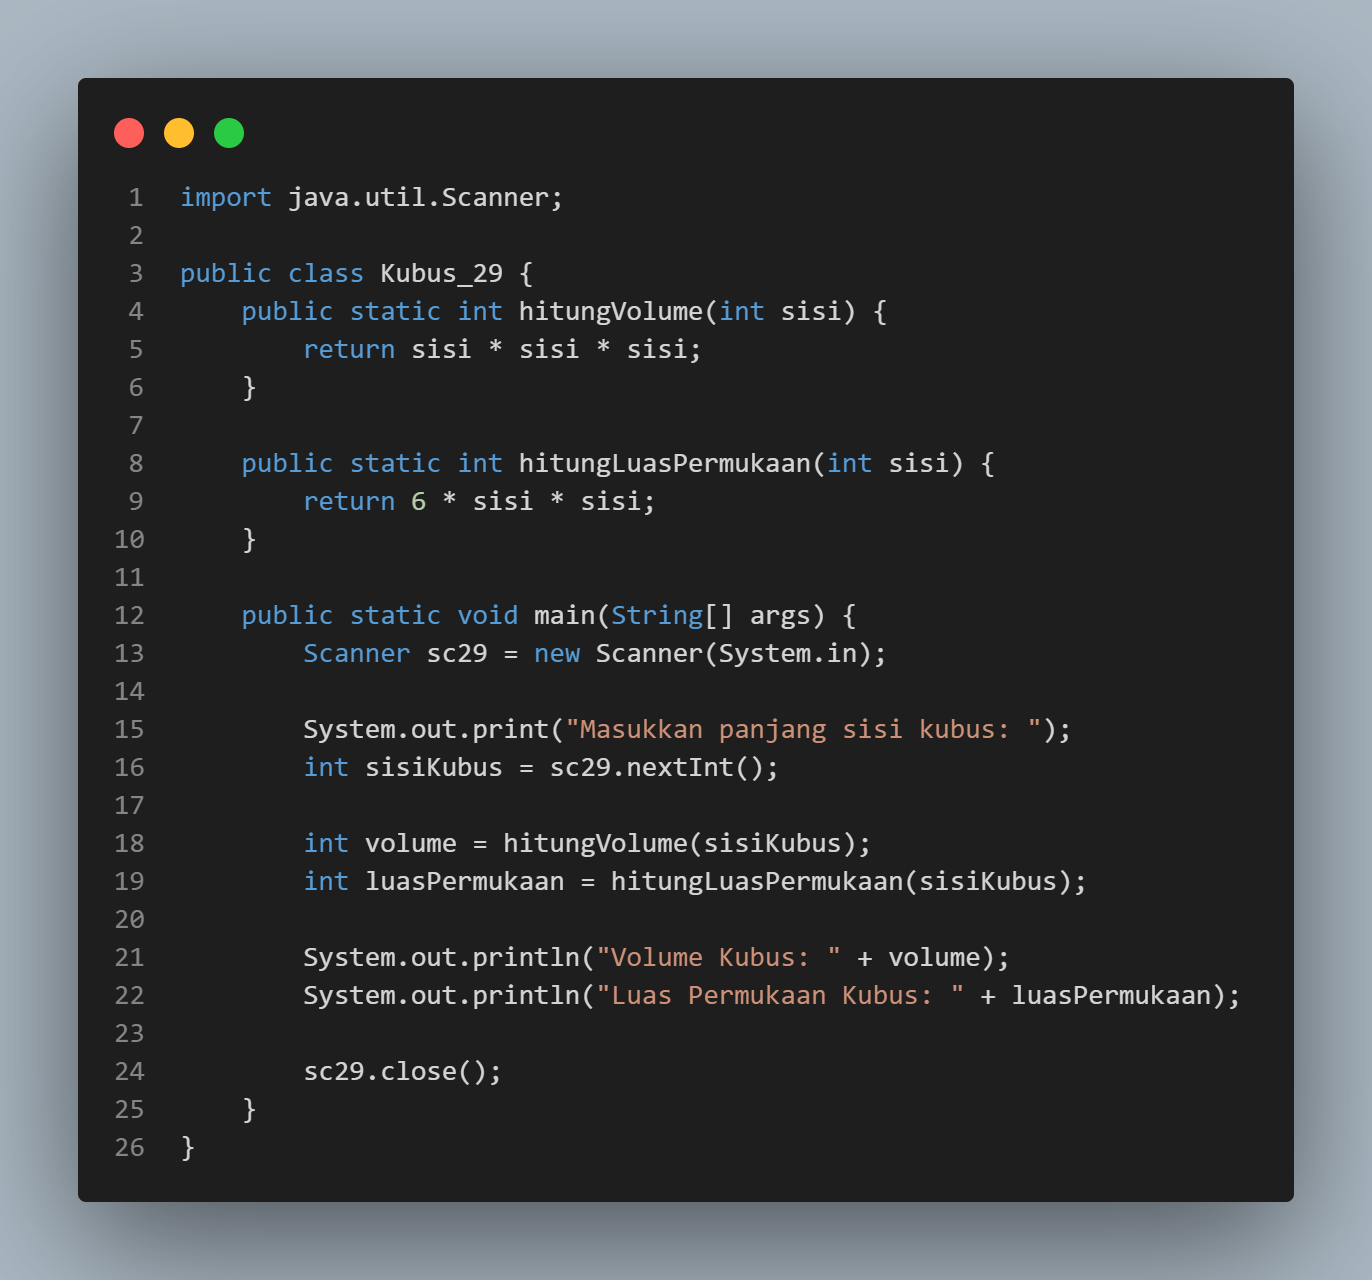 1 import java.util.Scanner;
2
3 public class Kubus_29 {
4     public static int hitungVolume(int sisi) {
5         return sisi * sisi * sisi;
6     }
7
8     public static int hitungLuasPermukaan(int sisi) {
9         return 6 * sisi * sisi;
10     }
11
12     public static void main(String[] args) {
13         Scanner sc29 = new Scanner(System.in);
14
15         System.out.print("Masukkan panjang sisi kubus: ");
16         int sisiKubus = sc29.nextInt();
17
18         int volume = hitungVolume(sisiKubus);
19         int luasPermukaan = hitungLuasPermukaan(sisiKubus);
20
21         System.out.println("Volume Kubus: " + volume);
22         System.out.println("Luas Permukaan Kubus: " + luasPermukaan);
23
24         sc29.close();
25     }
26 }